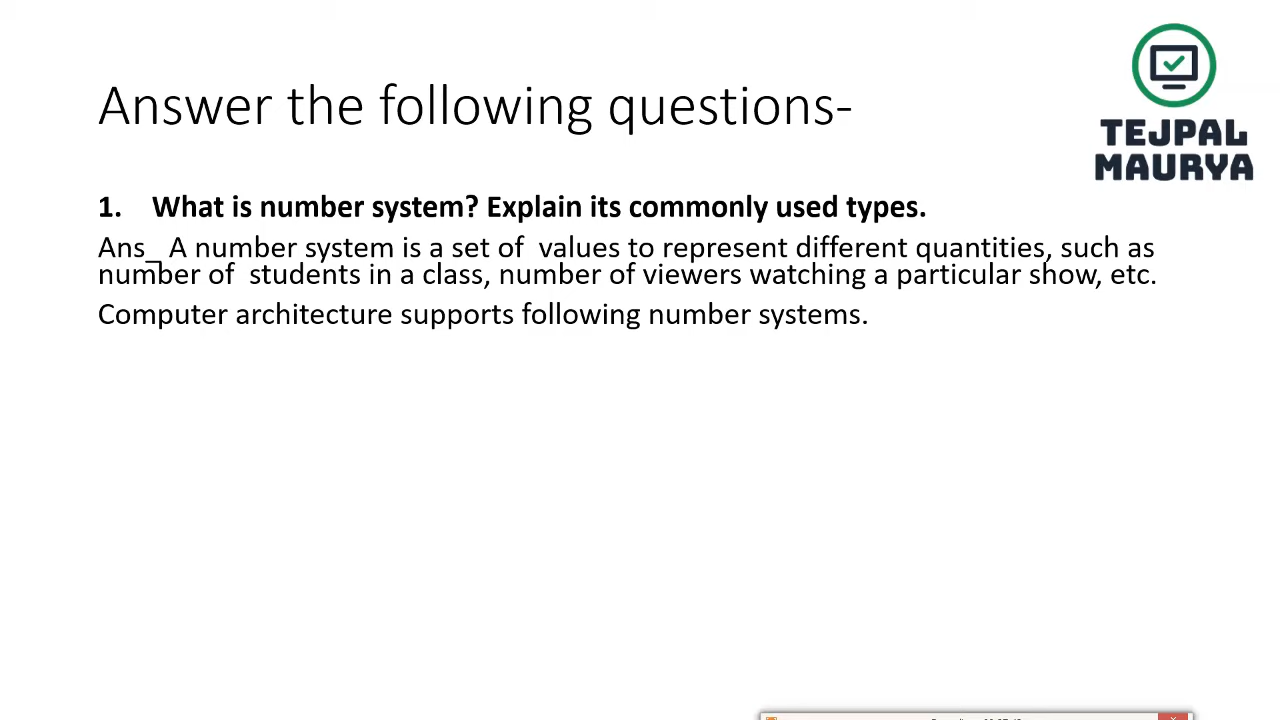 Answer the following questions-
TEJPAL
MAURYA
1. What is number system? Explain its commonly used types.
Ans_ A number system is a set of values to represent different quantities, such as
number of students in a class, number of viewers watching a particular show, etc.
Computer architecture supports following number systems.